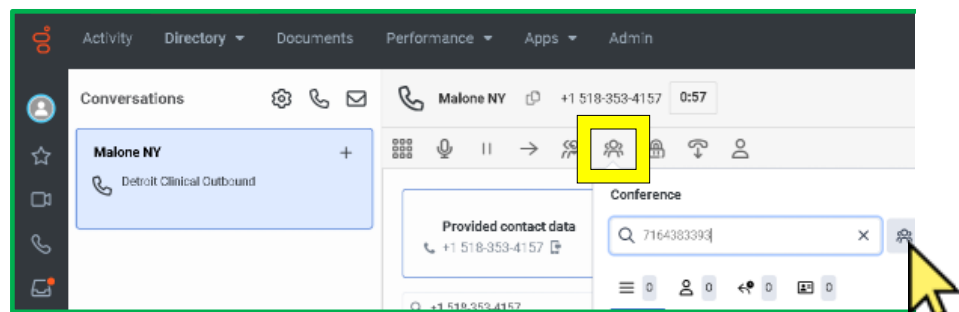 Activity Directory Documents Performance Apps Admin
Conversations
Malone NY +1 518-353-4157 0:57
Malone NY
Detroit Clinical Outbound
Conference
Provided contact data
+1 518-353-4157
7164383393
0 0 0 0
+1 518-353-4157